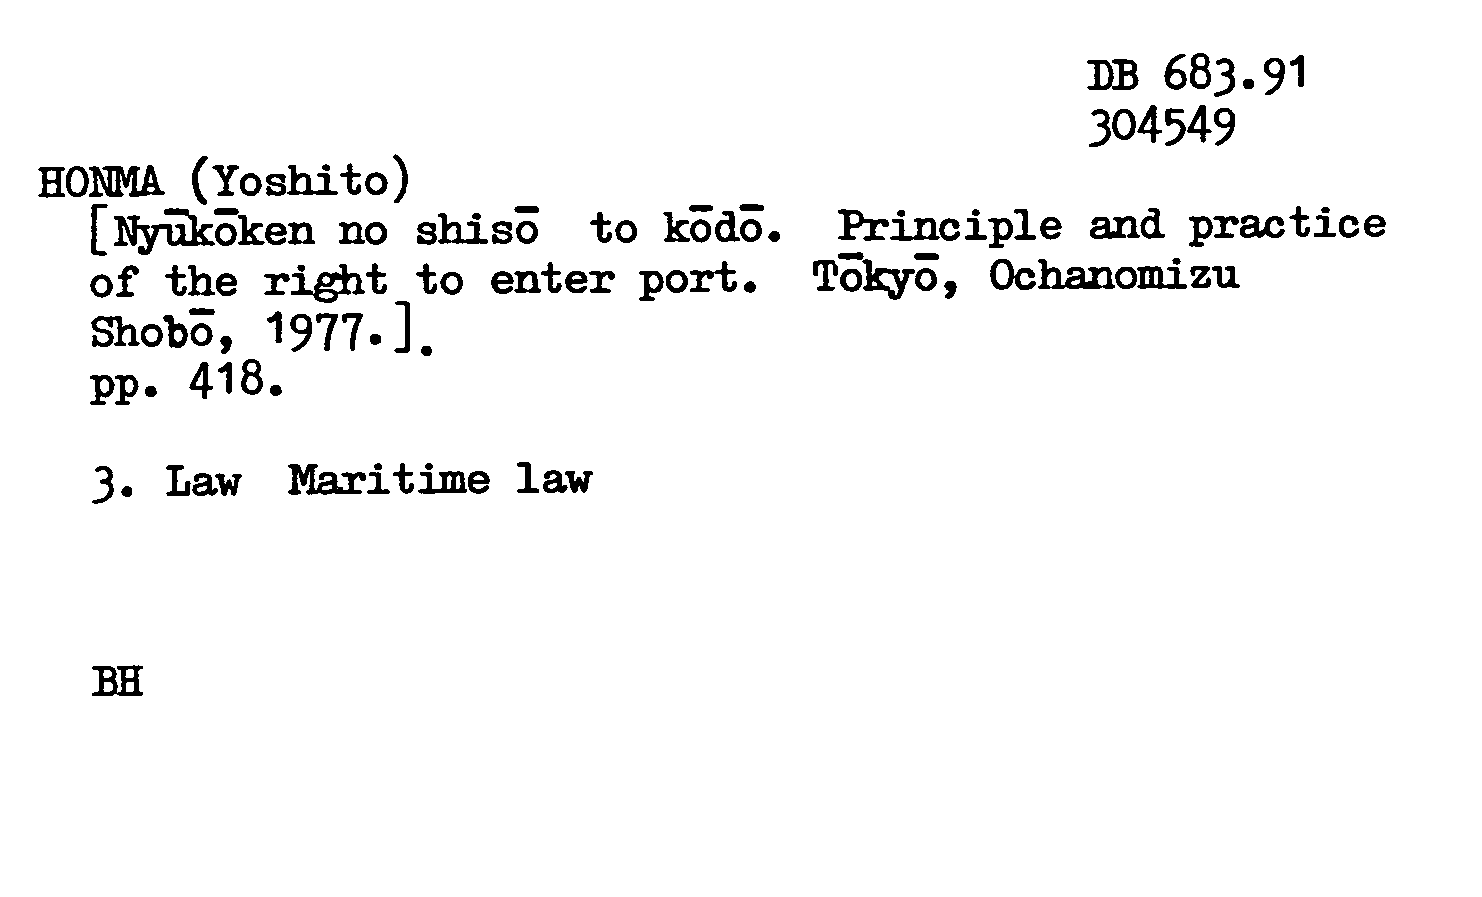 DB 683.91
304549
HONMA (Yoshito)
[Nyūkōken no shisō to kōdō. Principle and practice
of the right to enter port. Tōkyō, Ochanomizu
Shobō, 1977.].
pp. 418.
3. Law Maritime law
BH